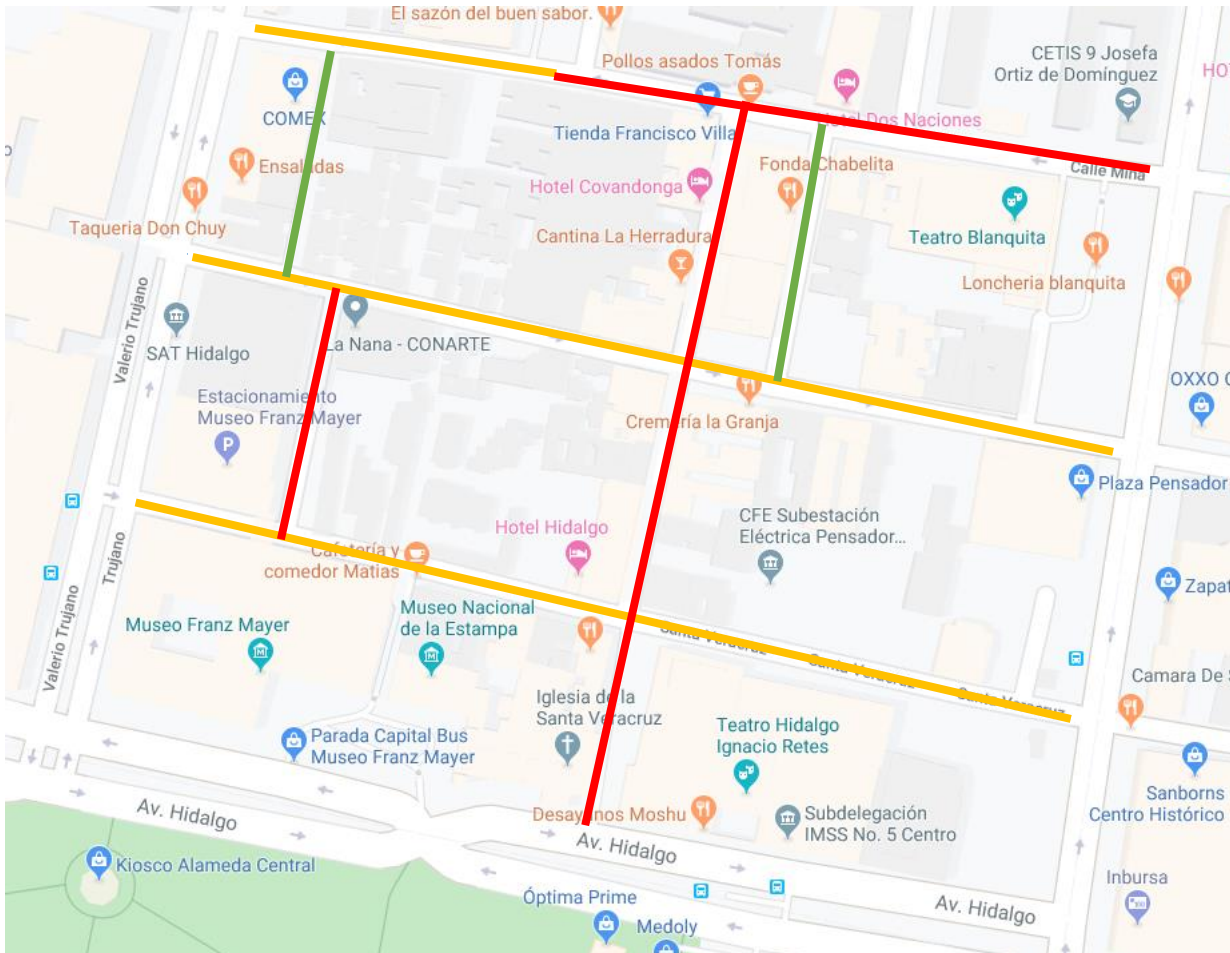 El sazón del buen sabor.
CETIS 9 Josefa
Ortiz de Domínguez
Pollos asados Tomás
COMEX
Tienda Francisco Villa
Hotel Dos Naciones
Ensaladas
Fonda Chabelita
Calle Mina
Hotel Covandonga
Taqueria Don Chuy
Cantina La Herradura
Teatro Blanquita
Loncheria blanquita
Valerio Trujano
SAT Hidalgo
La Nana - CONARTE
OXXO
Estacionamiento
Museo Franz Mayer
P
Cremería la Granja
Plaza Pensador
Hotel Hidalgo
CFE Subestación
Eléctrica Pensador...
Trujano
Cafetería y
comedor Matias
Valerio Trujano
Museo Franz Mayer
Museo Nacional
de la Estampa
Santa Veracruz
Santa Veracruz
Santa Veracruz
Camara De
Iglesia de la
Santa Veracruz
Teatro Hidalgo
Ignacio Retes
Parada Capital Bus
Museo Franz Mayer
Sanborns
Centro Histórico
Av. Hidalgo
Desayunos Moshu
Subdelegación
IMSS No. 5 Centro
Av. Hidalgo
Kiosco Alameda Central
Inbursa
Óptima Prime
Av. Hidalgo
Medoly